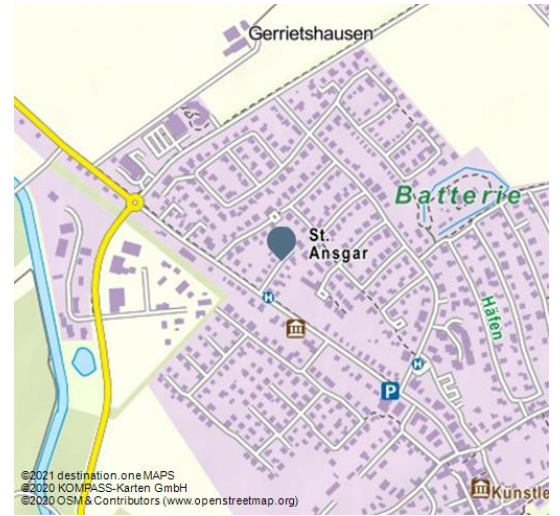 Gerrietshausen
Batterie
St.
Ansgar
Häfen
H
H
P
Künstle
©2021 destination.one MAPS
©2020 KOMPASS-Karten GmbH
©2020 OSM & Contributors (www.openstreetmap.org)